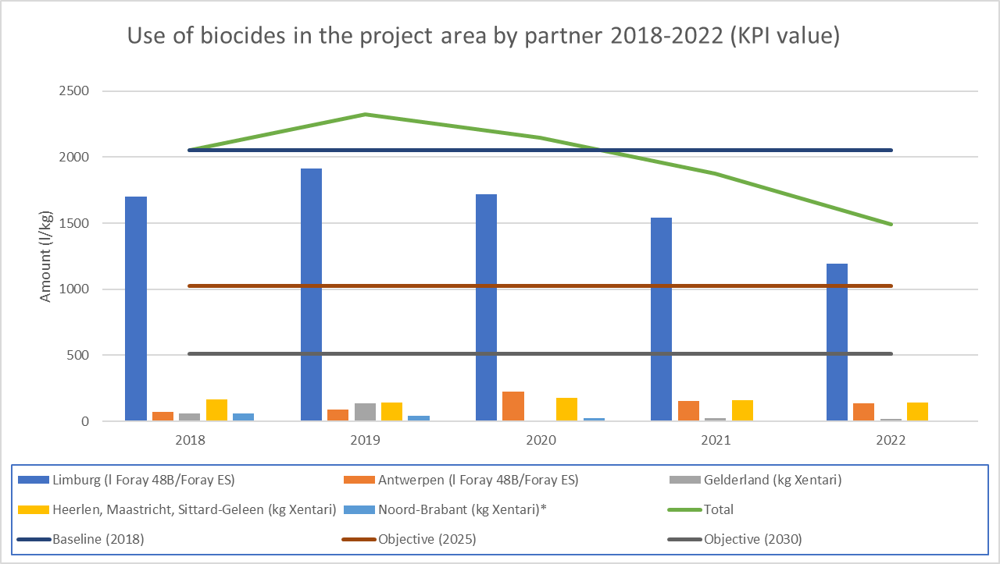 Use of biocides in the project area by partner 2018-2022 (KPI value)
Amount (l/kg)
2500
2000
1500
1000
500
0
2018 2019 2020 2021 2022
Limburg (l Foray 48B/Foray ES) Antwerpen (l Foray 48B/Foray ES) Gelderland (kg Xentari)
Heerlen, Maastricht, Sittard-Geleen (kg Xentari) Noord-Brabant (kg Xentari)* Total
Baseline (2018) Objective (2025) Objective (2030)